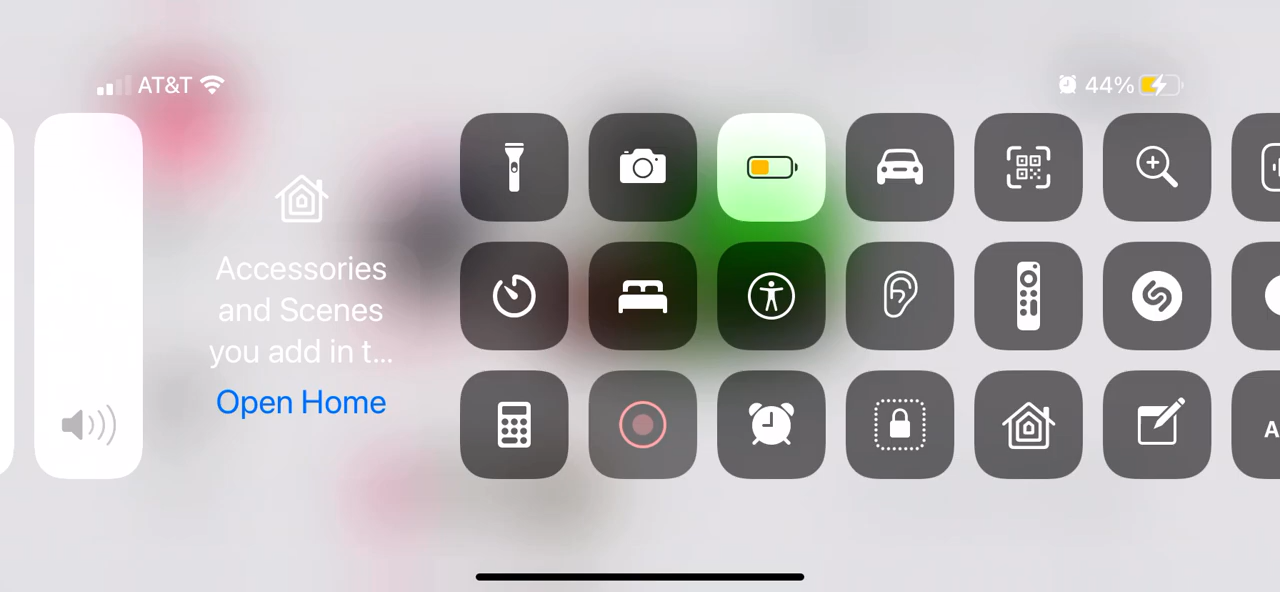 AT&T
44%
Accessories
and Scenes
you add in t...
Open Home
A